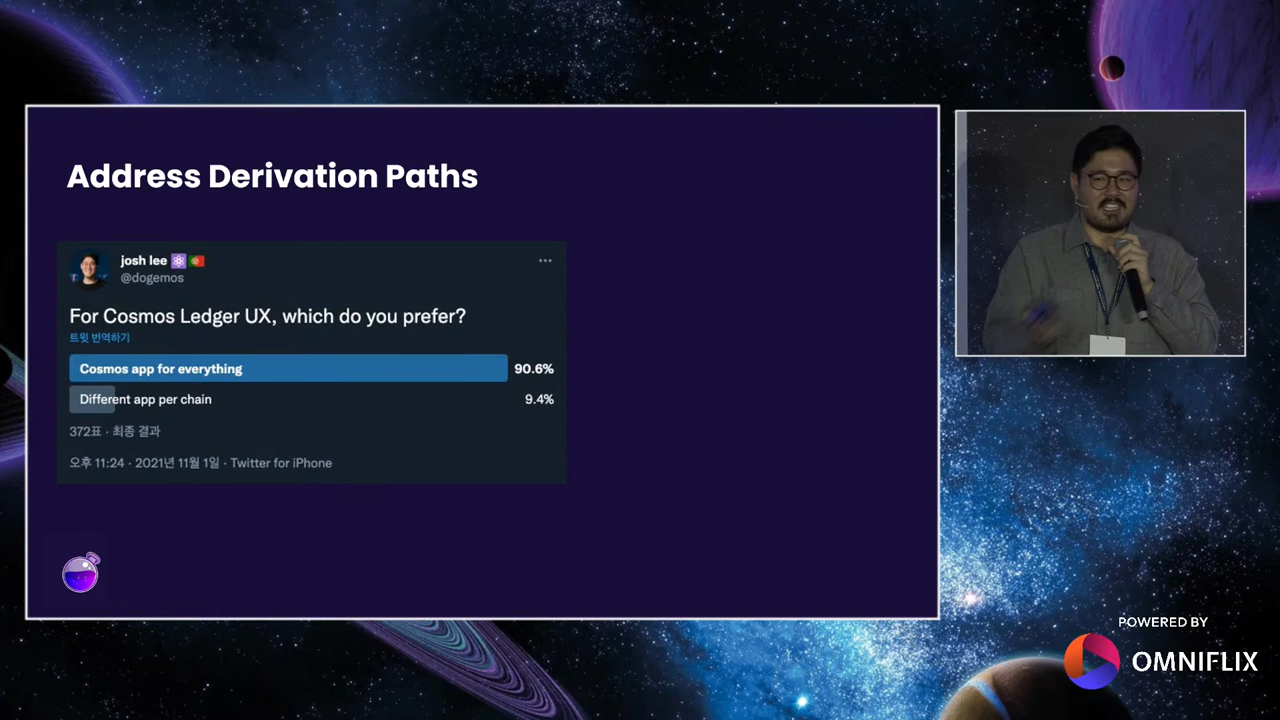 Address Derivation Paths
josh lee
@dogemos
For Cosmos Ledger UX, which do you prefer?
트윗 번역하기
Cosmos app for everything 90.6%
Different app per chain 9.4%
372표 · 최종 결과
오후 11:24 · 2021년 11월 1일 · Twitter for iPhone
POWERED BY
OMNIFLIX